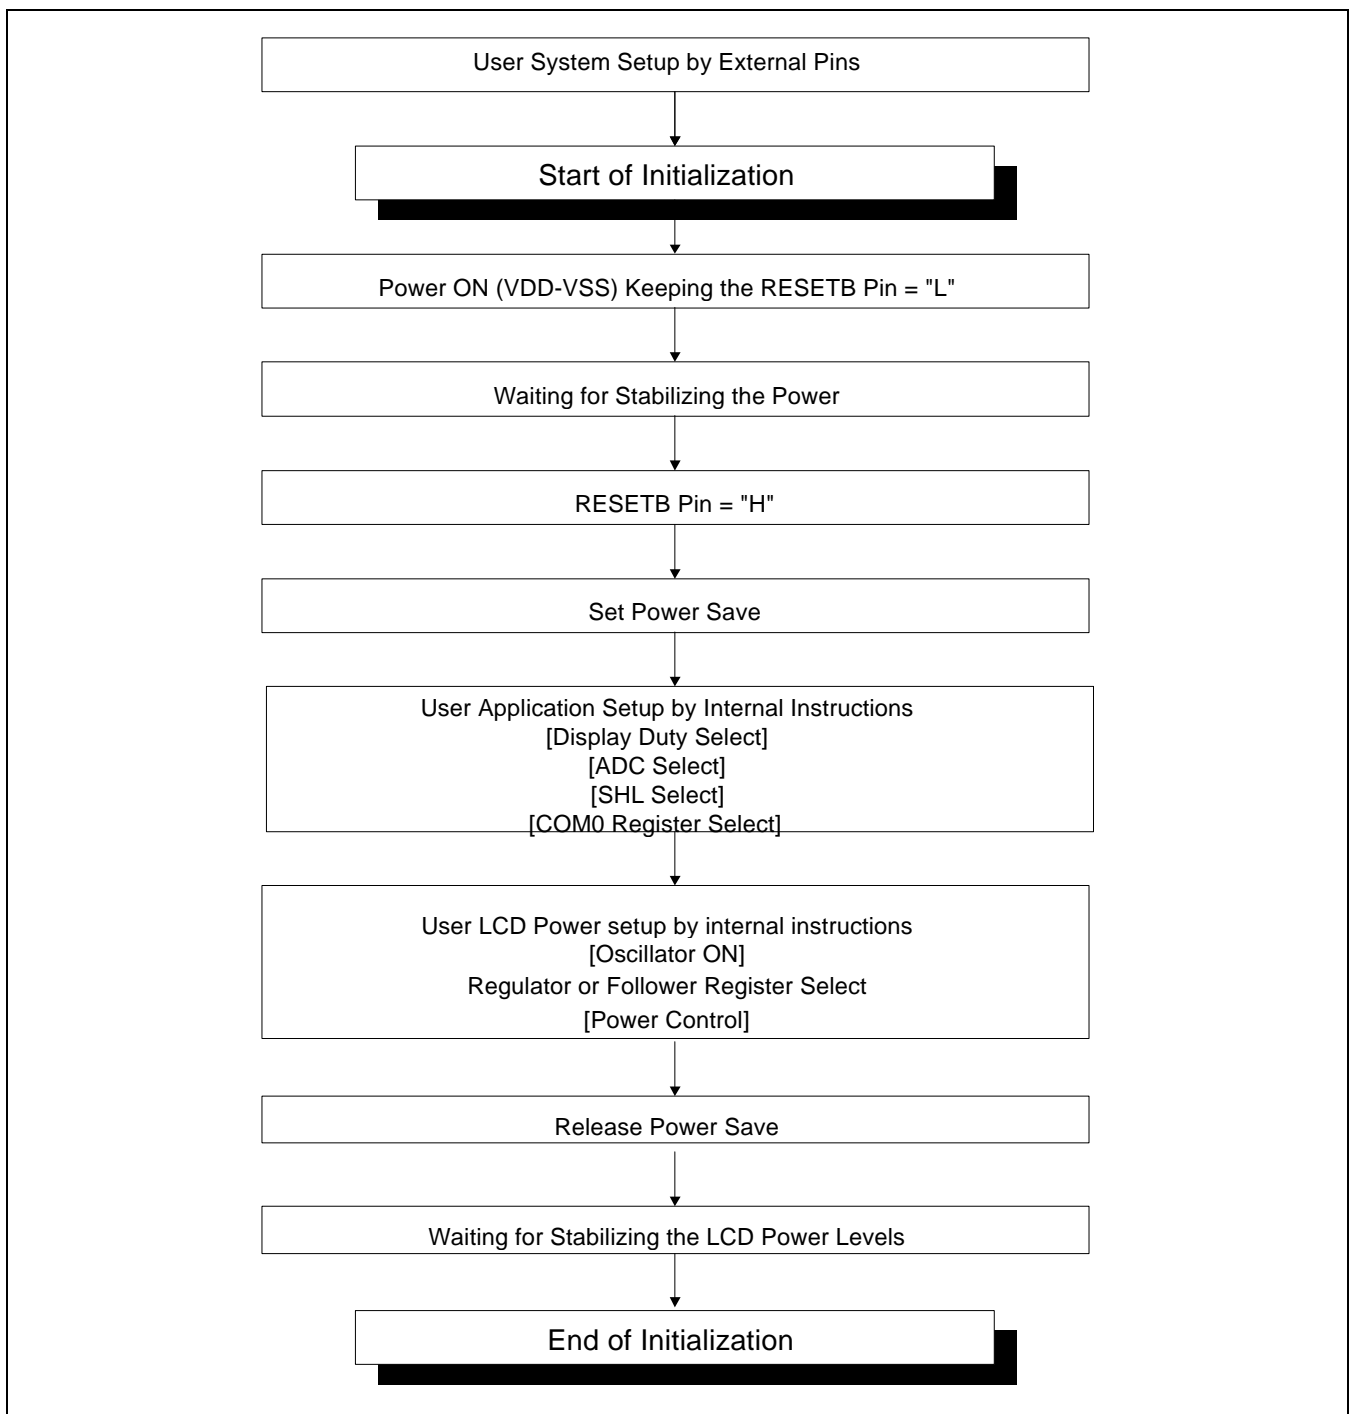 User System Setup by External Pins
Start of Initialization
Power ON (VDD-VSS) Keeping the RESETB Pin = "L"
Waiting for Stabilizing the Power
RESETB Pin = "H"
Set Power Save
User Application Setup by Internal Instructions
[Display Duty Select]
[ADC Select]
[SHL Select]
[COM0 Register Select]
User LCD Power setup by internal instructions
[Oscillator ON]
Regulator or Follower Register Select
[Power Control]
Release Power Save
Waiting for Stabilizing the LCD Power Levels
End of Initialization